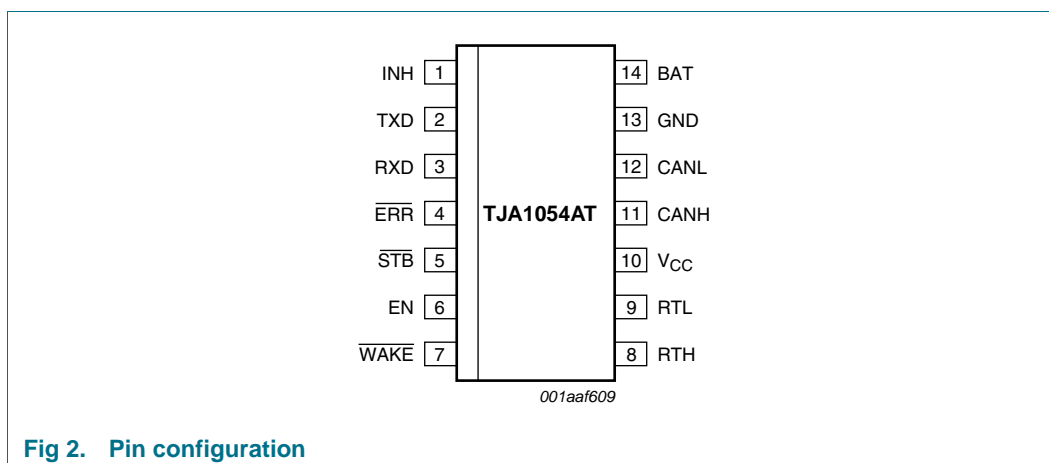 INH 1 14 BAT
TXD 2 13 GND
RXD 3 12 CANL
ERR 4 TJA1054AT 11 CANH
STB 5 10 VCC
EN 6 9 RTL
WAKE 7 8 RTH
001aaf609
Fig 2. Pin configuration